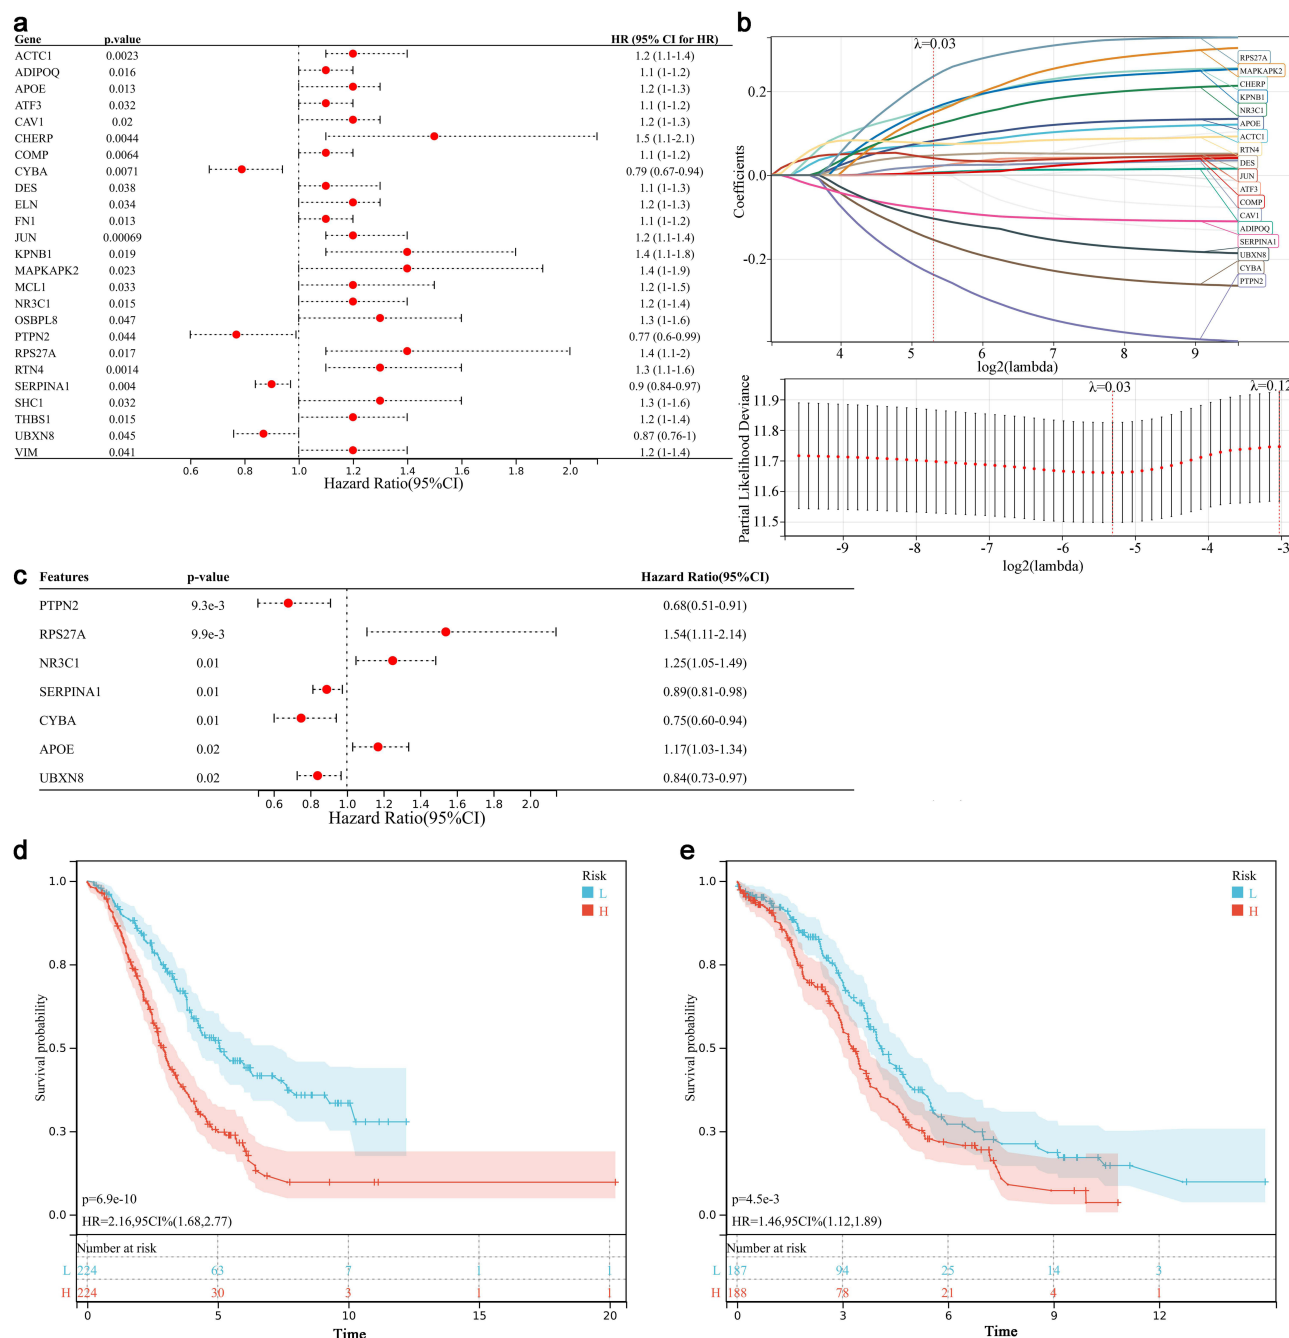 a
Gene p.value HR (95% CI for HR)
ACTC1 0.0023 1.2 (1.1-1.4)
ADIPOQ 0.016 1.1 (1-1.2)
APOE 0.013 1.2 (1-1.3)
ATF3 0.032 1.1 (1-1.2)
CAV1 0.02 1.2 (1-1.3)
CHERP 0.0044 1.5 (1.1-2.1)
COMP 0.0064 1.1 (1-1.2)
CYBA 0.0071 0.79 (0.67-0.94)
DES 0.038 1.1 (1-1.3)
ELN 0.034 1.2 (1-1.3)
FN1 0.013 1.1 (1-1.2)
JUN 0.00069 1.2 (1.1-1.4)
KPNB1 0.019 1.4 (1.1-1.8)
MAPKAPK2 0.023 1.4 (1-1.9)
MCL1 0.033 1.2 (1-1.5)
NR3C1 0.015 1.2 (1-1.4)
OSBPL8 0.047 1.3 (1-1.6)
PTPN2 0.044 0.77 (0.6-0.99)
RPS27A 0.017 1.4 (1.1-2)
RTN4 0.0014 1.3 (1.1-1.6)
SERPINA1 0.004 0.9 (0.84-0.97)
SHC1 0.032 1.3 (1-1.6)
THBS1 0.015 1.2 (1-1.4)
UBXN8 0.045 0.87 (0.76-1)
VIM 0.041 1.2 (1-1.4)
0.6 0.8 1.0 1.2 1.4 1.6 1.8 2.0
Hazard Ratio(95%CI)
b
λ=0.03
Coefficients
0.2
0.0
-0.2
RPS27A
MAPKAPK2
CHERP
KPNB1
NR3C1
APOE
ACTC1
RTN4
DES
JUN
ATF3
COMP
CAV1
ADIPOQ
SERPINA1
UBXN8
CYBA
PTPN2
4 5 6 7 8 9
log2(lambda)
λ=0.03 λ=0.12
Partial Likelihood Deviance
11.9
11.8
11.7
11.6
11.5
-9 -8 -7 -6 -5 -4 -3
log2(lambda)
c
Features p-value Hazard Ratio(95%CI)
PTPN2 9.3e-3 0.68(0.51-0.91)
RPS27A 9.9e-3 1.54(1.11-2.14)
NR3C1 0.01 1.25(1.05-1.49)
SERPINA1 0.01 0.89(0.81-0.98)
CYBA 0.01 0.75(0.60-0.94)
APOE 0.02 1.17(1.03-1.34)
UBXN8 0.02 0.84(0.73-0.97)
0.6 0.8 1.0 1.2 1.4 1.6 1.8 2.0
Hazard Ratio(95%CI)
d
Risk
L
H
Survival probability
1.0
0.8
0.5
0.3
0.0
p=6.9e-10
HR=2.16,95CI%(1.68,2.77)
Number at risk
L 224 63 7 1 1
H 224 30 3 1 1
0 5 10 15 20
Time
e
Risk
L
H
Survival probability
1.0
0.8
0.5
0.3
0.0
p=4.5e-3
HR=1.46,95CI%(1.12,1.89)
Number at risk
L 187 94 25 14 3
H 188 78 21 4 1
0 3 6 9 12
Time